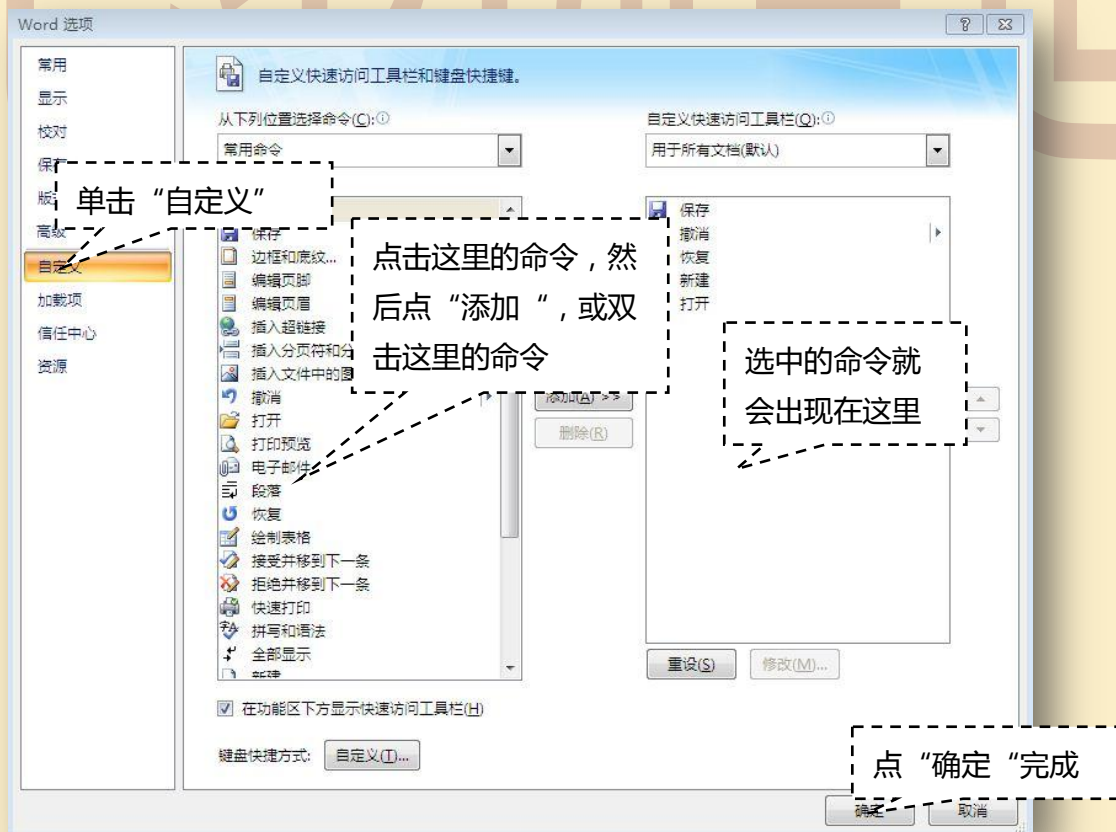 Word 选项
常用
显示
校对
高级
自定义
加载项
信任中心
资源
自定义快速访问工具栏和键盘快捷键。
从下列位置选择命令(C):
常用命令
保存
边框和底纹...
编辑页脚
编辑页眉
插入超链接
插入分页符和分
插入文件中的图
撤消
打开
打印预览
电子邮件
段落
恢复
绘制表格
接受并移到下一条
拒绝并移到下一条
快速打印
拼写和语法
全部显示
新建
添加(A) >>
删除(R)
自定义快速访问工具栏(Q):
用于所有文档(默认)
保存
撤消
恢复
新建
打开
重设(S)
修改(M)...
在功能区下方显示快速访问工具栏(H)
键盘快捷方式:
自定义(T)...
确定
取消
单击“自定义”
点击这里的命令，然
后点“添加“，或双
击这里的命令
选中的命令就
会出现在这里
点“确定“完成